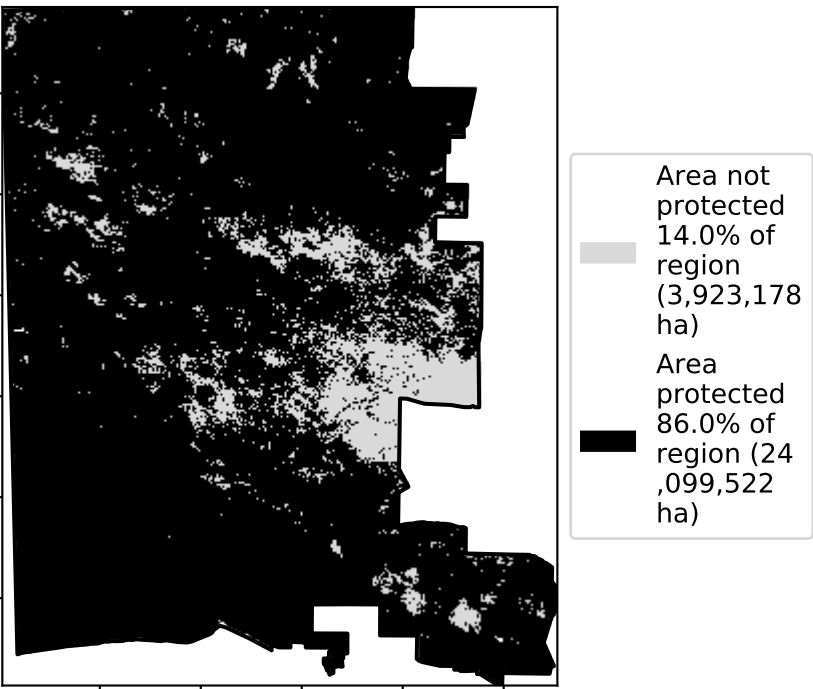 Area not
protected
14.0% of
region
(3,923,178
ha)
Area
protected
86.0% of
region (24
,099,522
ha)